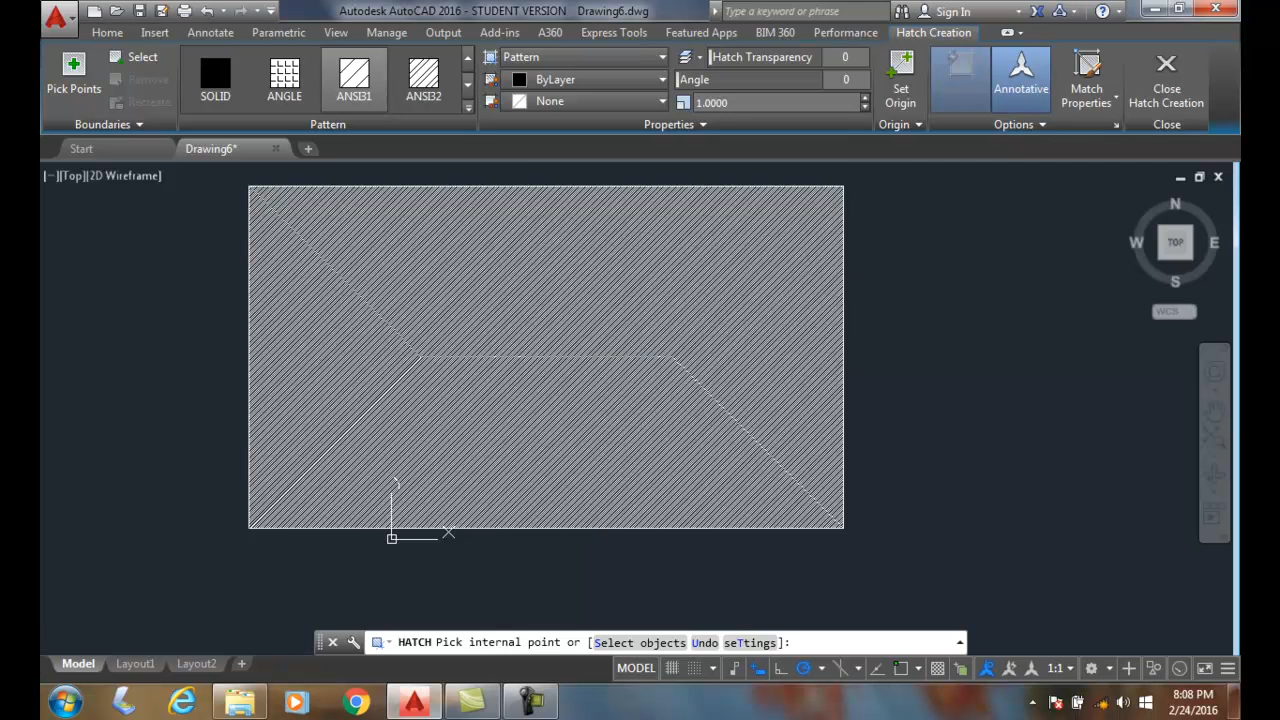 Autodesk AutoCAD 2016 - STUDENT VERSION Drawing6.dwg
Type a keyword or phrase
Sign In
Home Insert Annotate Parametric View Manage Output Add-ins A360 Express Tools Featured Apps BIM 360 Performance Hatch Creation
Pick Points
Select
Remove
Recreate
Boundaries
SOLID
ANGLE
ANSI31
ANSI32
Pattern
Pattern
ByLayer
None
Hatch Transparency 0
Angle 0
1.0000
Properties
Set
Origin
Origin
Annotative
Match
Properties
Options
Close
Hatch Creation
Close
Start
Drawing6*
[−][Top][2D Wireframe]
N
W TOP E
S
WCS
HATCH Pick internal point or [Select objects Undo seTtings]:
Model Layout1 Layout2
MODEL
1:1
8:08 PM
2/24/2016